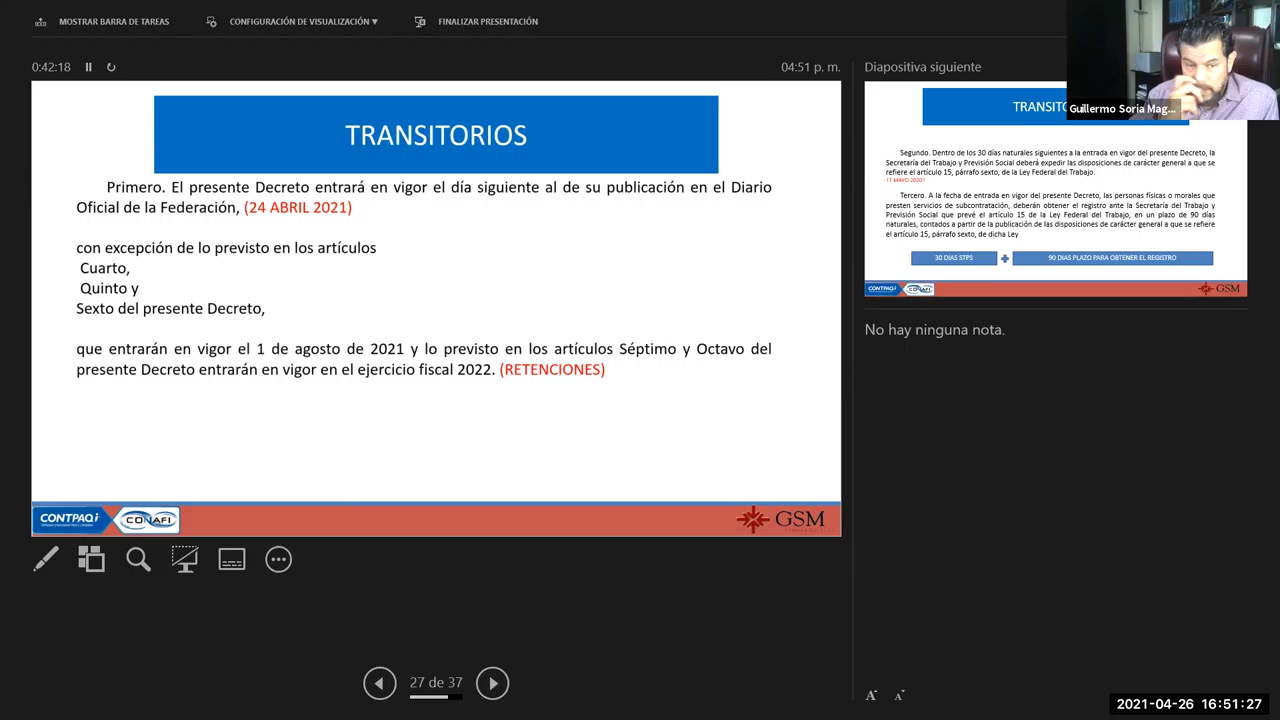 MOSTRAR BARRA DE TAREAS
CONFIGURACIÓN DE VISUALIZACIÓN ▼
FINALIZAR PRESENTACIÓN
0:42:18
04:51 p. m.
TRANSITORIOS
Primero. El presente Decreto entrará en vigor el día siguiente al de su publicación en el Diario
Oficial de la Federación, (24 ABRIL 2021)
con excepción de lo previsto en los artículos
Cuarto,
Quinto y
Sexto del presente Decreto,
que entrarán en vigor el 1 de agosto de 2021 y lo previsto en los artículos Séptimo y Octavo del
presente Decreto entrarán en vigor en el ejercicio fiscal 2022. (RETENCIONES)
CONTPAQi
CONAFI
GSM
27 de 37
Diapositiva siguiente
TRANSITO
Guillermo Soria Mag...
Segundo. Dentro de los 30 días naturales siguientes a la entrada en vigor del presente Decreto, la
Secretaría del Trabajo y Previsión Social deberá expedir las disposiciones de carácter general a que se
refiere el artículo 15, párrafo sexto, de la Ley Federal del Trabajo.
17 MAYO 20201
Tercero. A la fecha de entrada en vigor del presente Decreto, las personas físicas o morales que
presten servicios de subcontratación, deberán obtener el registro ante la Secretaría del Trabajo y
Previsión Social que prevé el artículo 15 de la Ley Federal del Trabajo, en un plazo de 90 días
naturales, contados a partir de la publicación de las disposiciones de carácter general a que se refiere
el artículo 15, párrafo sexto, de dicha Ley
30 DIAS STPS
90 DIAS PLAZO PARA OBTENER EL REGISTRO
CONTPAQi
CONAFI
GSM
No hay ninguna nota.
A A
2021-04-26 16:51:27